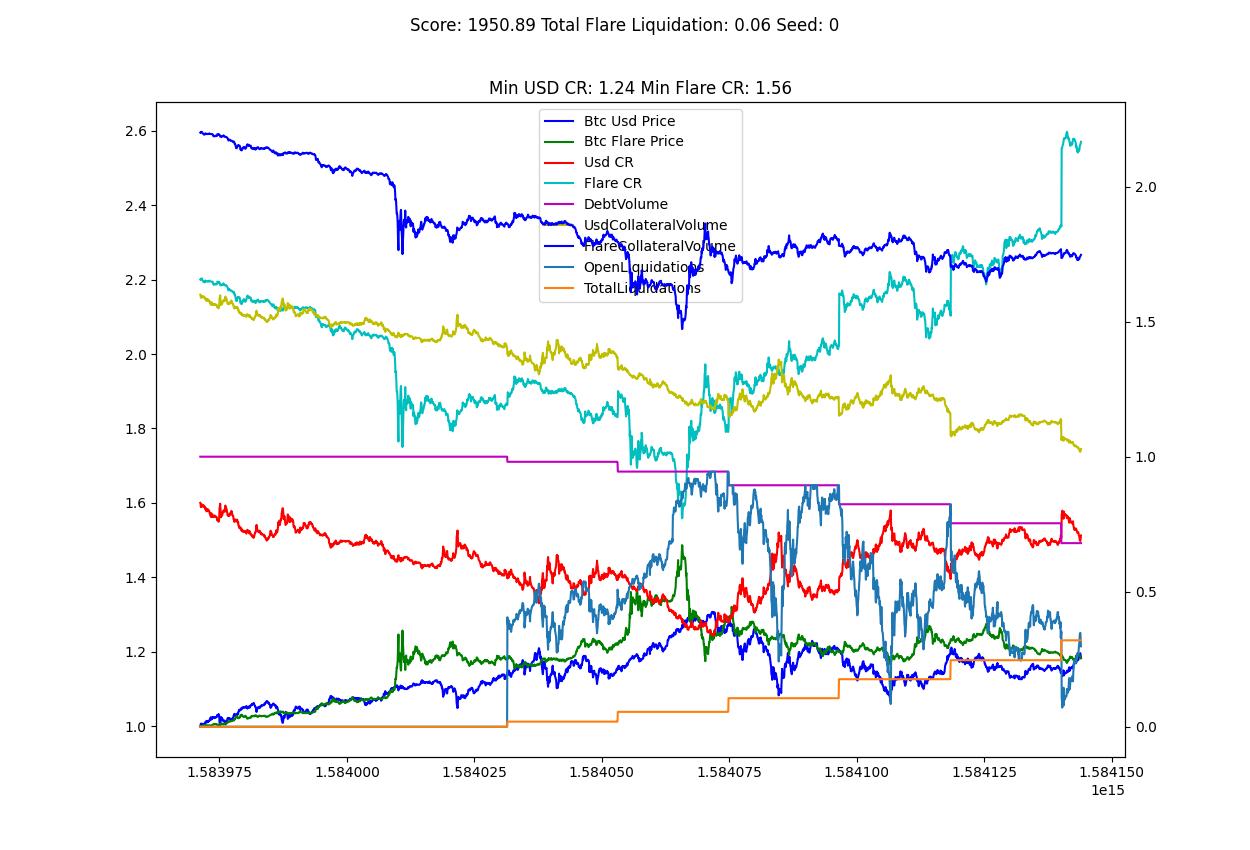 Score: 1950.89 Total Flare Liquidation: 0.06 Seed: 0
Min USD CR: 1.24 Min Flare CR: 1.56
Btc Usd Price
Btc Flare Price
Usd CR
Flare CR
DebtVolume
UsdCollateralVolume
FlareCollateralVolume
OpenLiquidations
TotalLiquidations
2.6
2.4
2.2
2.0
1.8
1.6
1.4
1.2
1.0
2.0
1.5
1.0
0.5
0.0
1.583975 1.584000 1.584025 1.584050 1.584075 1.584100 1.584125 1.584150
1e15